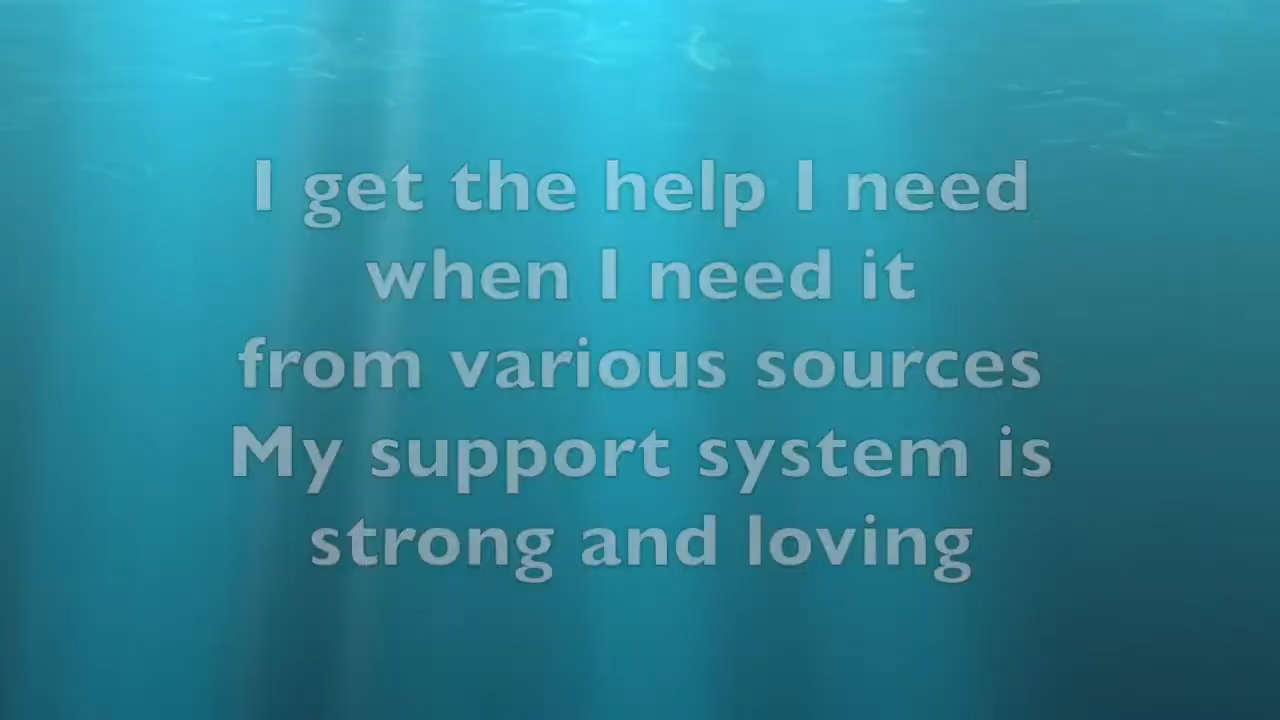 I get the help I need
when I need it
from various sources
My support system is
strong and loving